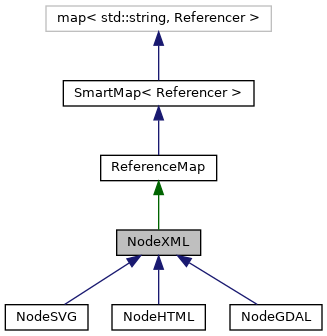 map< std::string, Referencer >
SmartMap< Referencer >
ReferenceMap
NodeXML
NodeSVG
NodeHTML
NodeGDAL